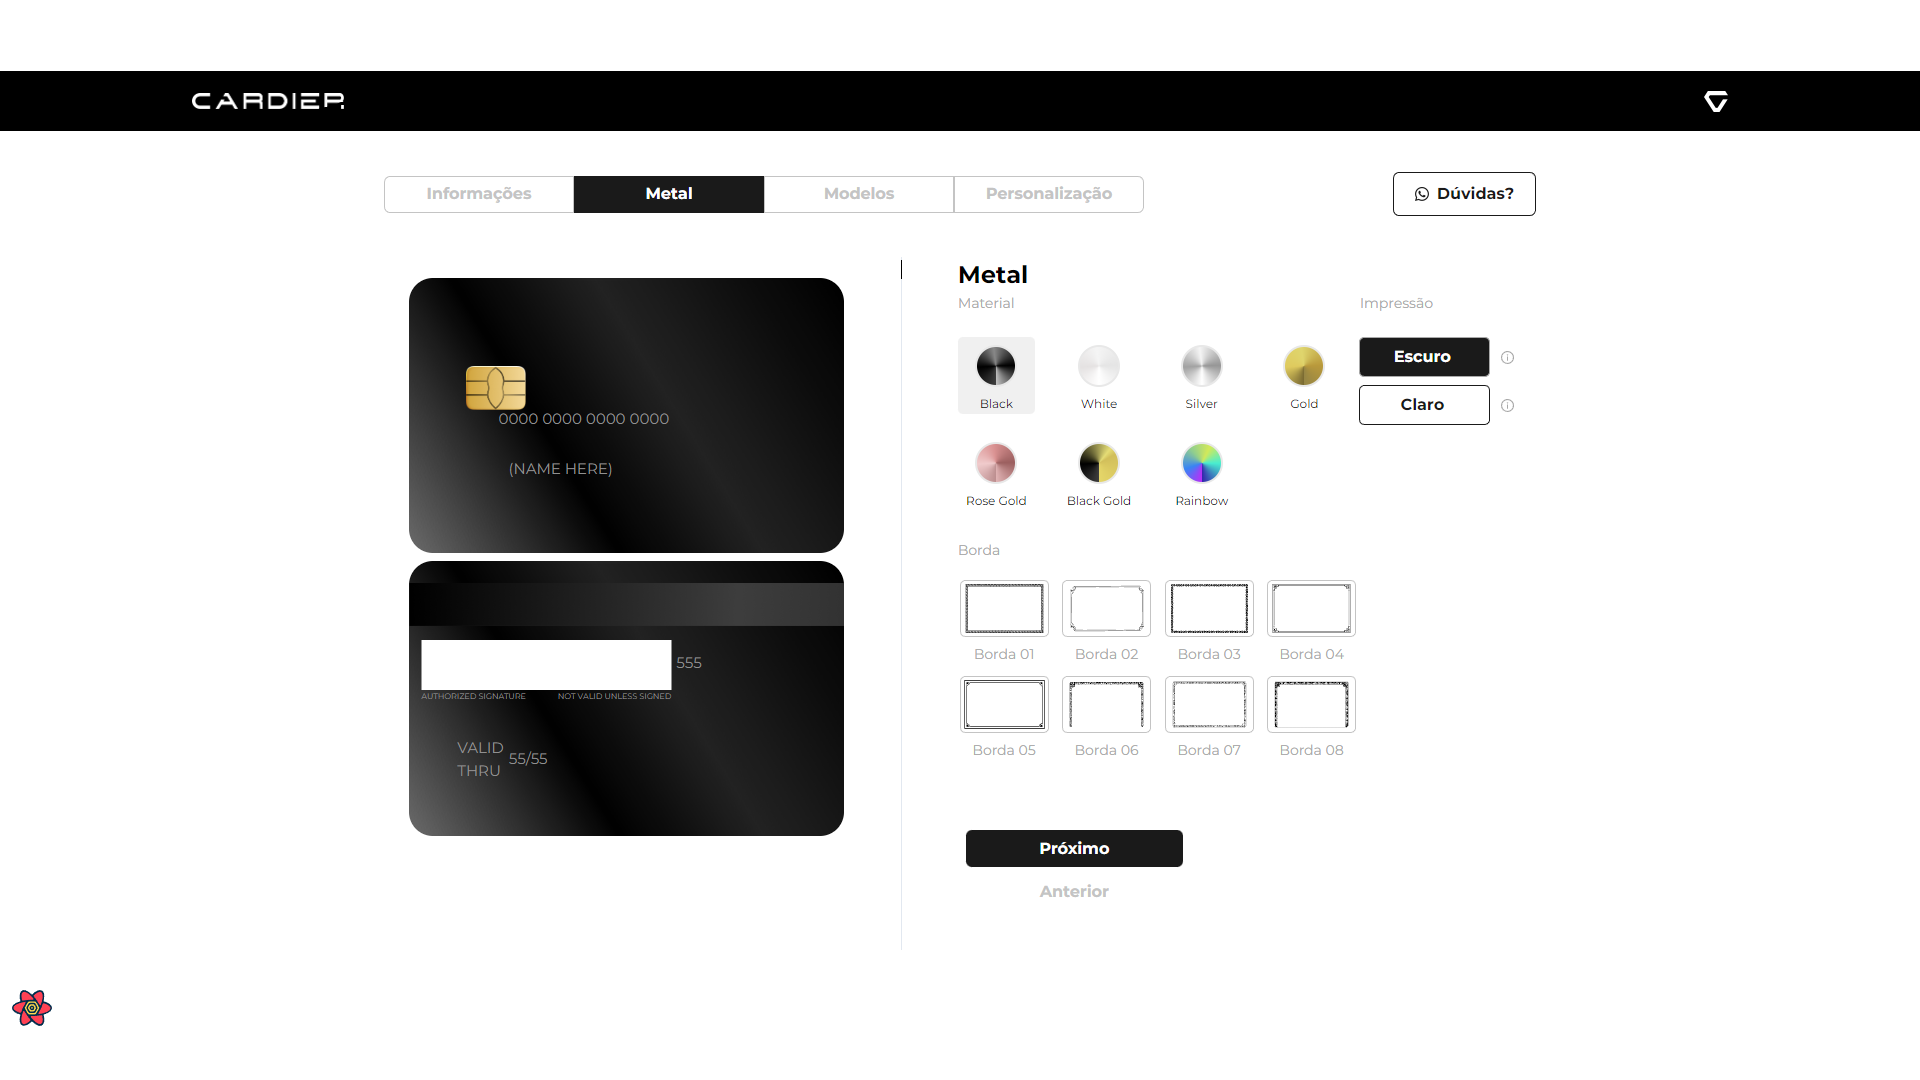 CARDIER
Informações
Metal
Modelos
Personalização
Dúvidas?
0000 0000 0000 0000
(NAME HERE)
555
AUTHORIZED SIGNATURE NOT VALID UNLESS SIGNED
VALID
THRU
55/55
Metal
Material
Black
White
Silver
Gold
Rose Gold
Black Gold
Rainbow
Impressão
Escuro
Claro
Borda
Borda 01
Borda 02
Borda 03
Borda 04
Borda 05
Borda 06
Borda 07
Borda 08
Próximo
Anterior